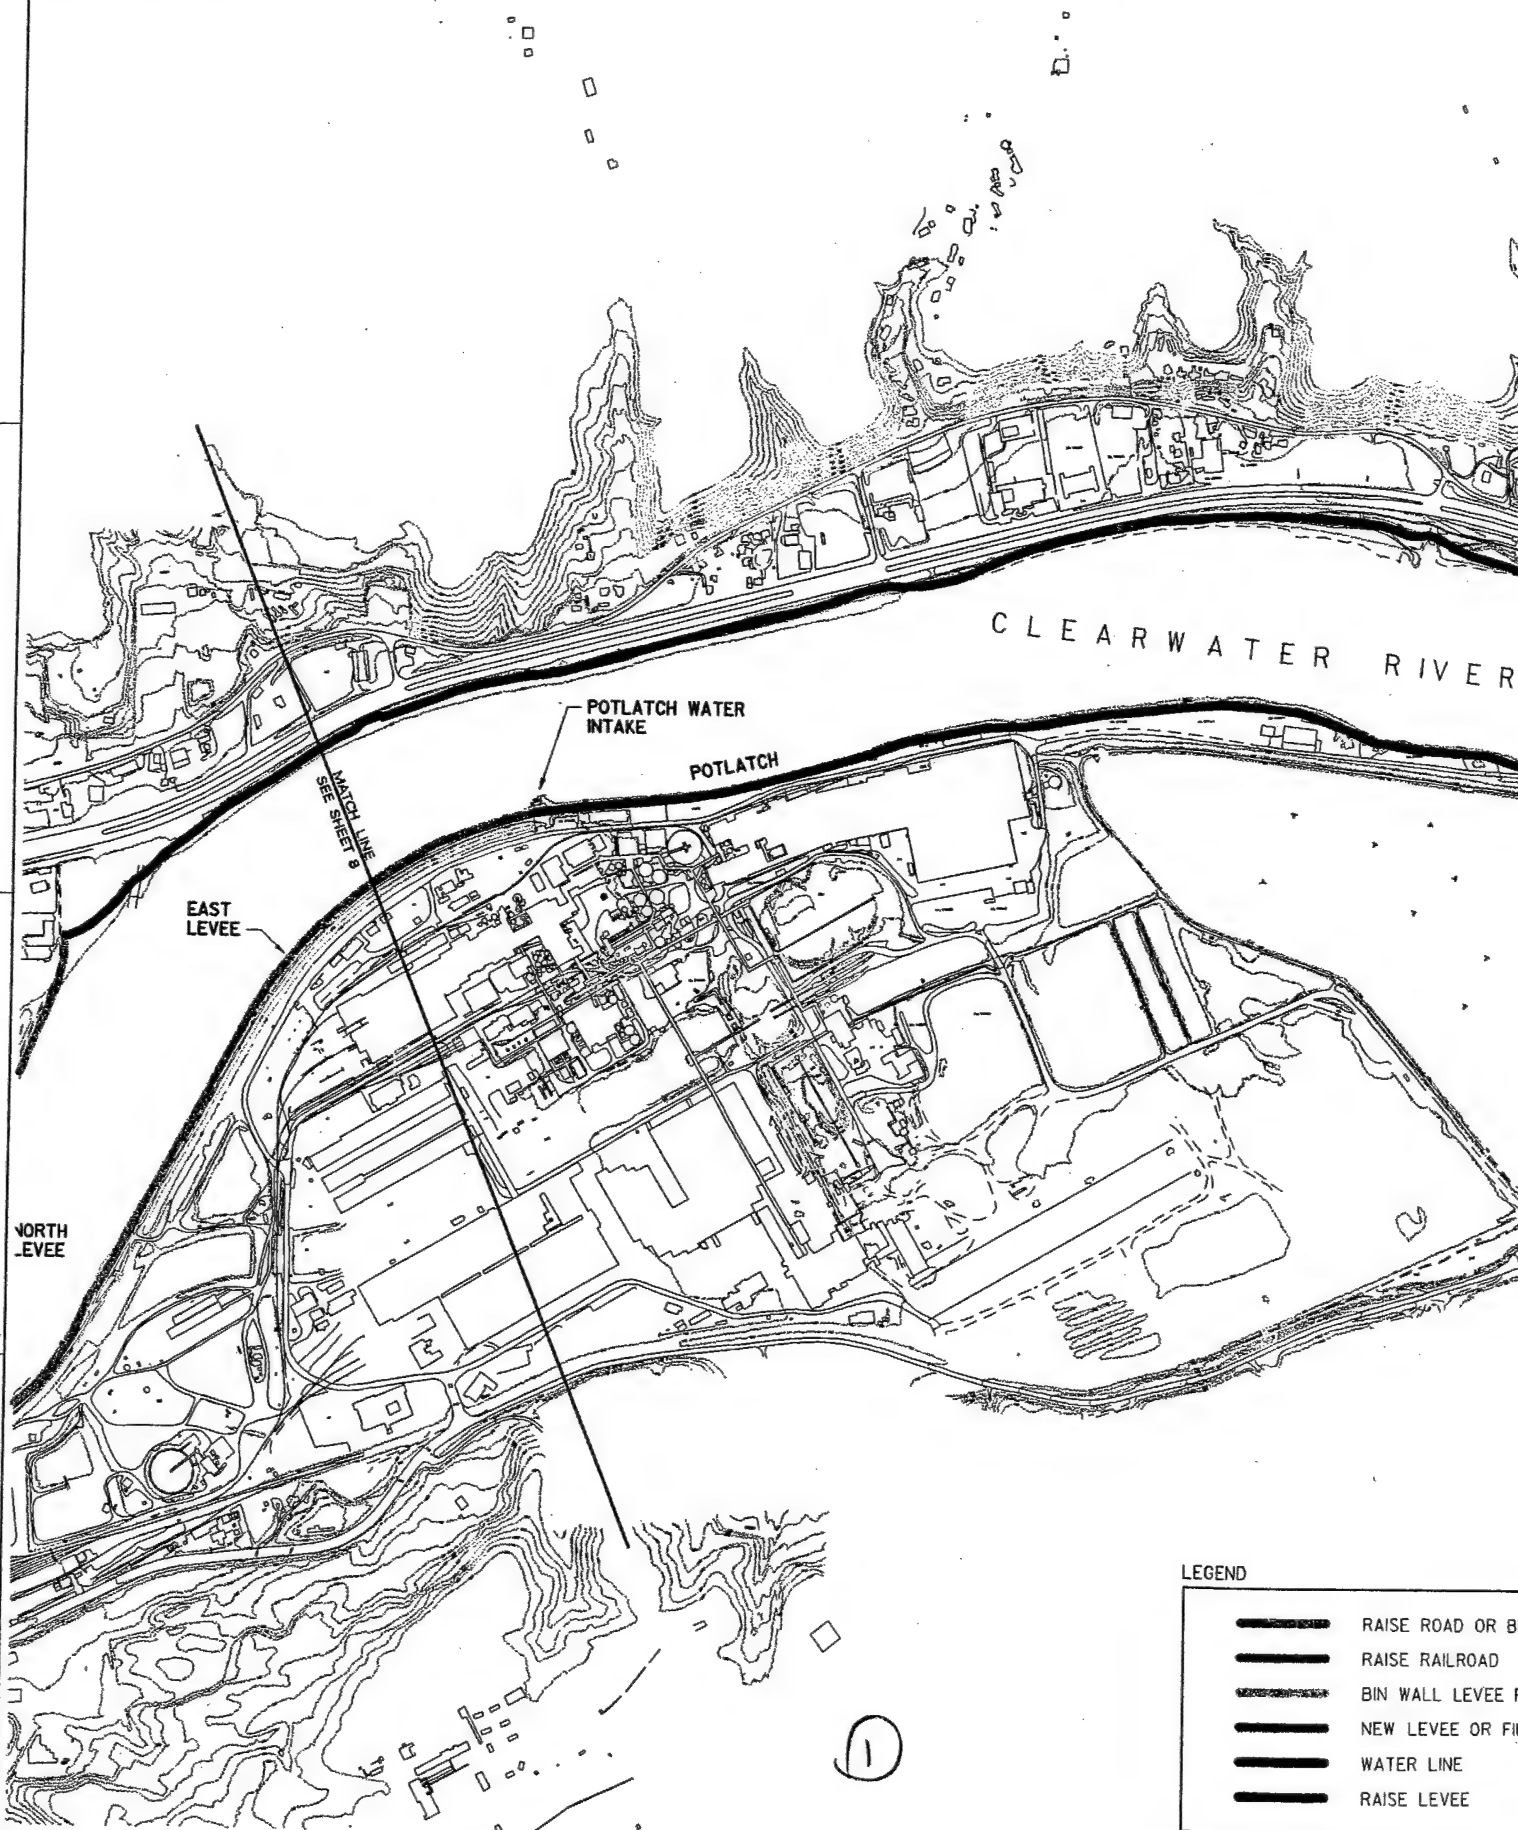 CLEARWATER RIVER
POTLATCH WATER
INTAKE
POTLATCH
MATCH LINE
SEE SHEET 8
EAST
LEVEE
NORTH
LEVEE
1
LEGEND
RAISE ROAD OR B
RAISE RAILROAD
BIN WALL LEVEE
NEW LEVEE OR
WATER LINE
RAISE LEVEE